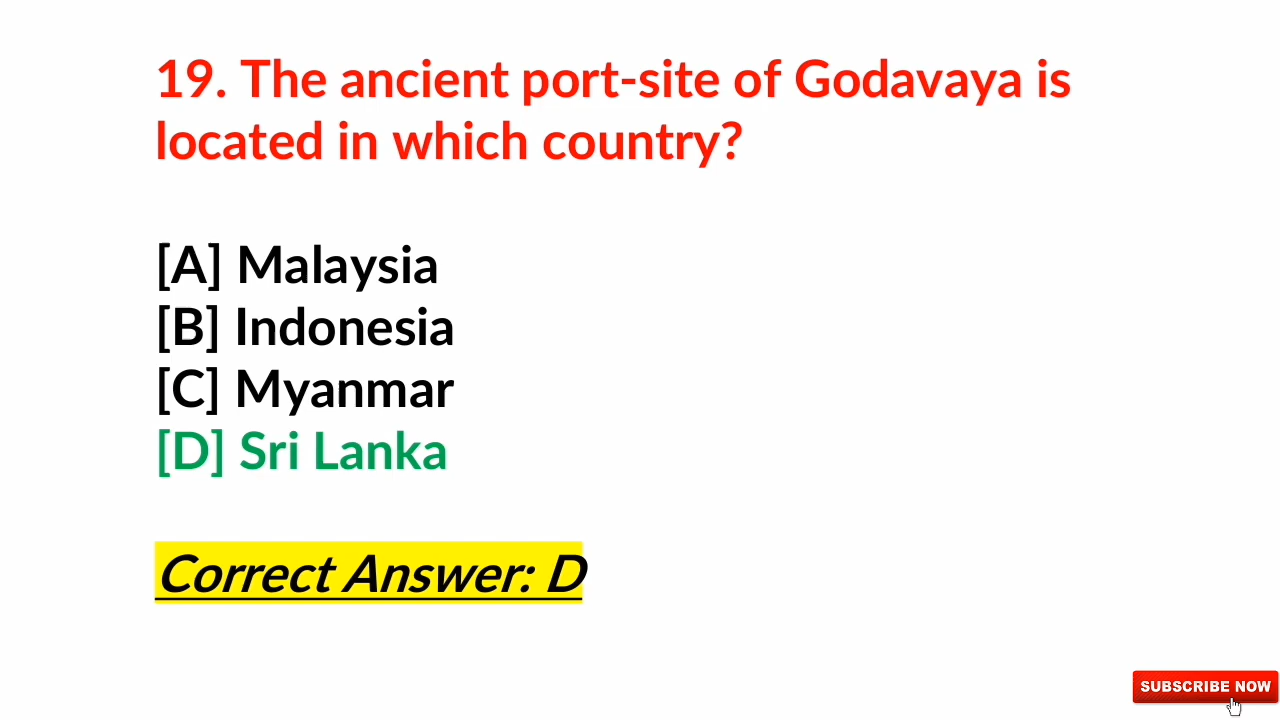 19. The ancient port-site of Godavaya is
located in which country?
[A] Malaysia
[B] Indonesia
[C] Myanmar
[D] Sri Lanka
Correct Answer: D
SUBSCRIBE NOW